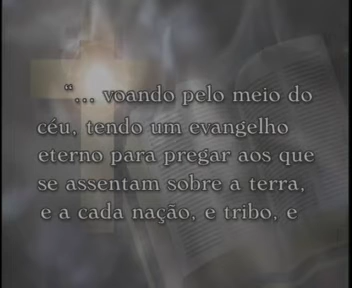 “... voando pelo meio do
céu, tendo um evangelho
eterno para pregar aos que
se assentam sobre a terra,
e a cada nação, e tribo, e